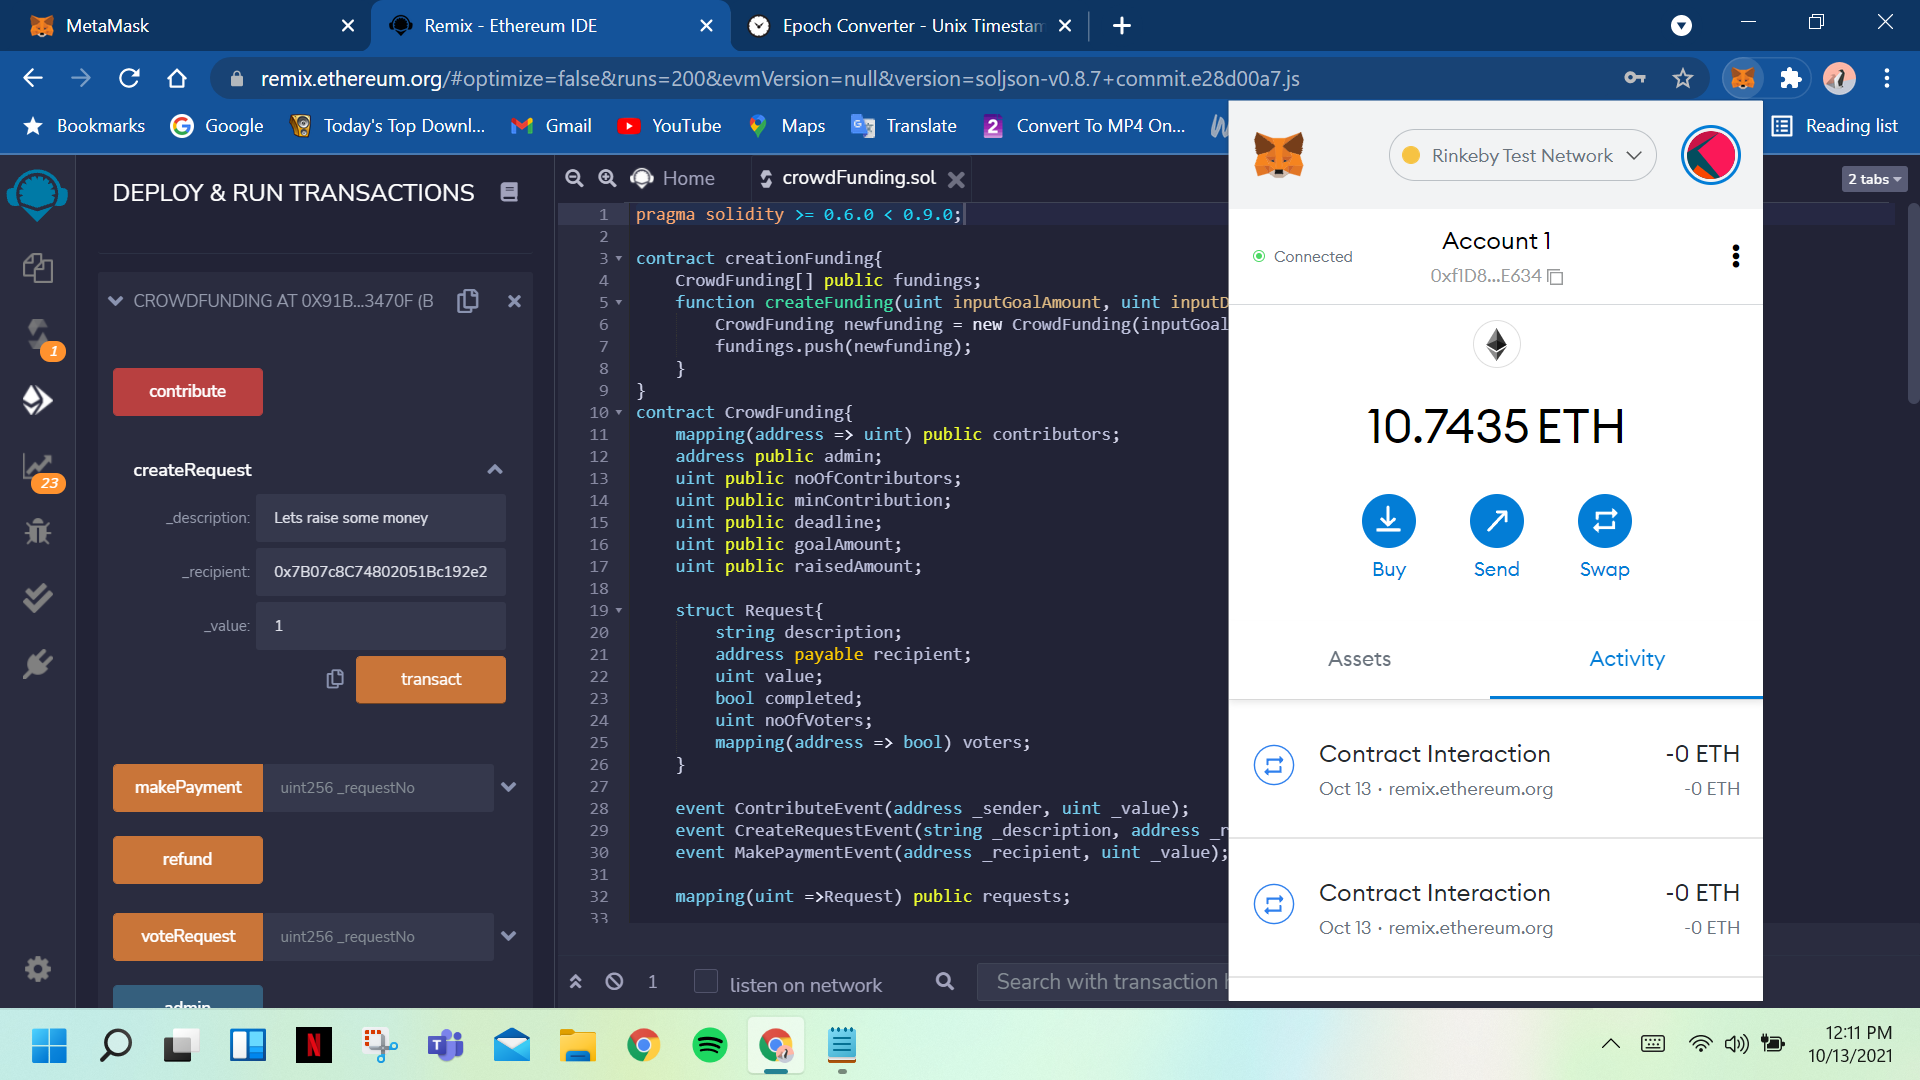 MetaMask
Remix - Ethereum IDE
Epoch Converter - Unix Timestam
remix.ethereum.org/#optimize=false&runs=200&evmVersion=null&version=soljson-v0.8.7+commit.e28d00a7.js
Bookmarks
Google
Today's Top Downl...
Gmail
YouTube
Maps
Translate
2
Convert To MP4 On...
Reading list
DEPLOY & RUN TRANSACTIONS
CROWDFUNDING AT 0X91B...3470F (B
1
23
contribute
createRequest
_description: Lets raise some money
_recipient: 0x7B07c8C74802051Bc192e2
_value: 1
transact
makePayment uint256 _requestNo
refund
voteRequest uint256 _requestNo
admin
Home
crowdFunding.sol
2 tabs
1 pragma solidity >= 0.6.0 < 0.9.0;
2
3 contract creationFunding{
4 CrowdFunding[] public fundings;
5 function createFunding(uint inputGoalAmount, uint inputD
6 CrowdFunding newfunding = new CrowdFunding(inputGoal
7 fundings.push(newfunding);
8 }
9 }
10 contract CrowdFunding{
11 mapping(address => uint) public contributors;
12 address public admin;
13 uint public noOfContributors;
14 uint public minContribution;
15 uint public deadline;
16 uint public goalAmount;
17 uint public raisedAmount;
18
19 struct Request{
20 string description;
21 address payable recipient;
22 uint value;
23 bool completed;
24 uint noOfVoters;
25 mapping(address => bool) voters;
26 }
27
28 event ContributeEvent(address _sender, uint _value);
29 event CreateRequestEvent(string _description, address _r
30 event MakePaymentEvent(address _recipient, uint _value);
31
32 mapping(uint =>Request) public requests;
33
1
listen on network
Search with transaction h
Rinkeby Test Network
Connected
Account 1
0xf1D8...E634
10.7435 ETH
Buy
Send
Swap
Assets
Activity
Contract Interaction -0 ETH
Oct 13 · remix.ethereum.org -0 ETH
Contract Interaction -0 ETH
Oct 13 · remix.ethereum.org -0 ETH
N
T
12:11 PM
10/13/2021